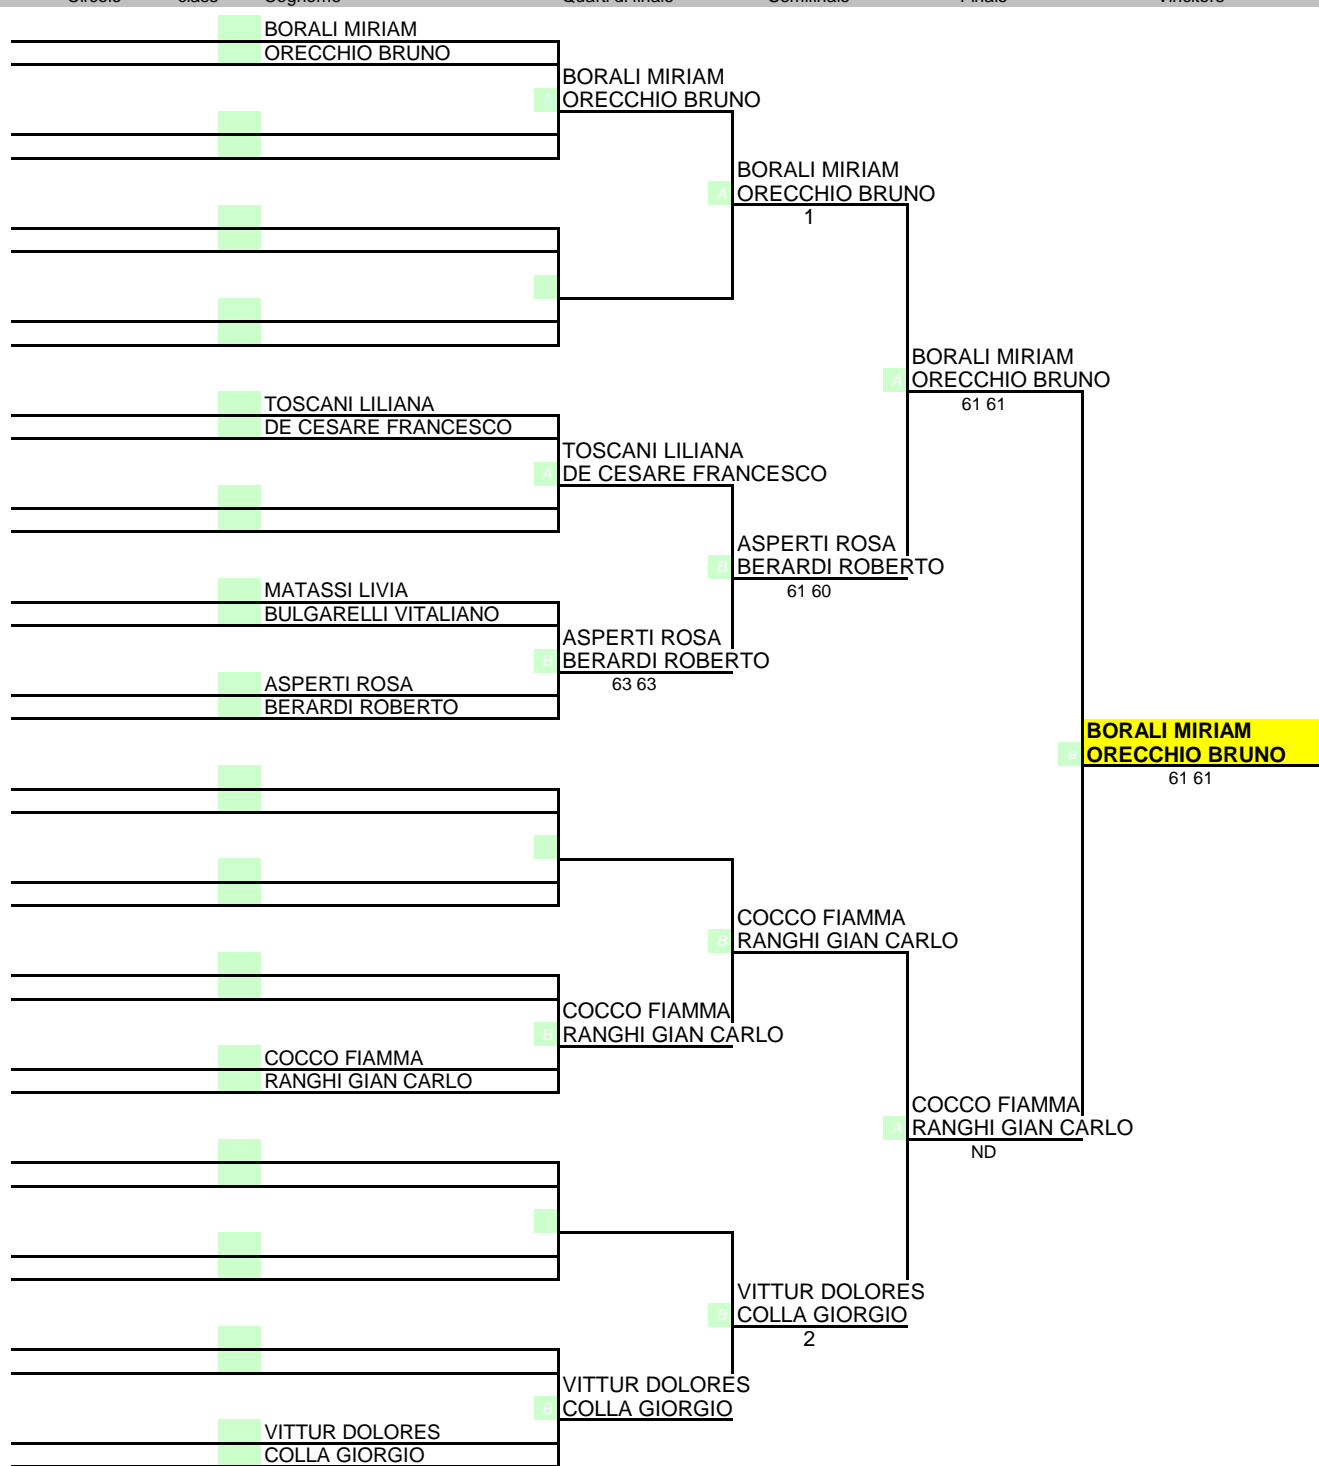 BORALI MIRIAM
ORECCHIO BRUNO
BORALI MIRIAM
ORECCHIO BRUNO
BORALI MIRIAM
A ORECCHIO BRUNO
1
BORALI MIRIAM
A ORECCHIO BRUNO
61 61
TOSCANI LILIANA
DE CESARE FRANCESCO
TOSCANI LILIANA
A DE CESARE FRANCESCO
ASPERTI ROSA
B BERARDI ROBERTO
61 60
MATASSI LIVIA
BULGARELLI VITALIANO
ASPERTI ROSA
B BERARDI ROBERTO
63 63
ASPERTI ROSA
BERARDI ROBERTO
BORALI MIRIAM
a ORECCHIO BRUNO
61 61
COCCO FIAMMA
B RANGHI GIAN CARLO
COCCO FIAMMA
B RANGHI GIAN CARLO
COCCO FIAMMA
RANGHI GIAN CARLO
COCCO FIAMMA
A RANGHI GIAN CARLO
ND
VITTUR DOLORES
B COLLA GIORGIO
2
VITTUR DOLORES
B COLLA GIORGIO
VITTUR DOLORES
COLLA GIORGIO